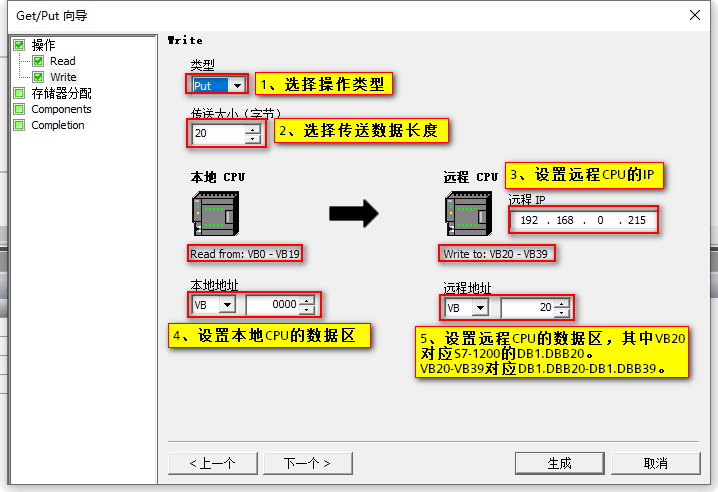 Get/Put 向导
操作
Read
Write
存储器分配
Components
Completion
Write
类型
Put
1、选择操作类型
传送大小（字节）
20
2、选择传送数据长度
本地 CPU
远程 CPU
3、设置远程CPU的IP
远程 IP
192 . 168 . 0 . 215
Read from: VB0 - VB19
Write to: VB20 - VB39
本地地址
VB
0000
远程地址
VB
20
4、设置本地CPU的数据区
5、设置远程CPU的数据区，其中VB20
对应S7-1200的DB1.DBB20。
VB20-VB39对应DB1.DBB20-DB1.DBB39。
< 上一个
下一个 >
生成
取消